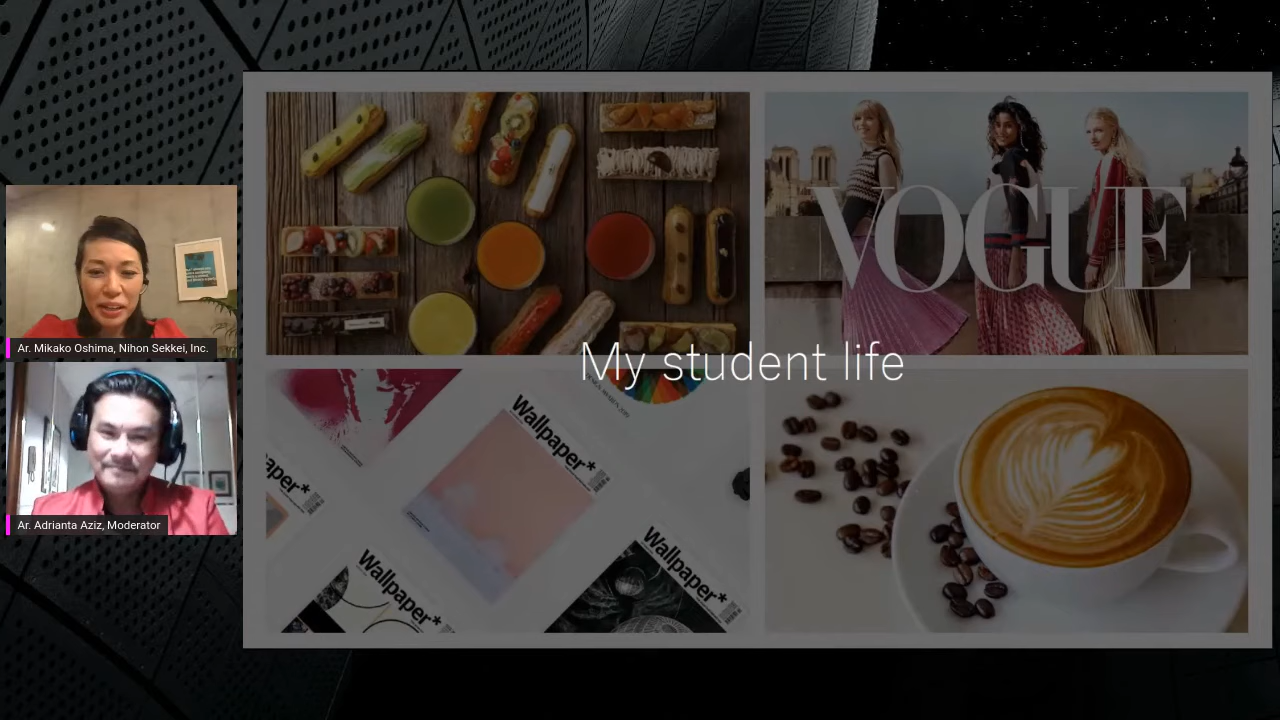 Ar. Mikako Oshima, Nihon Sekkei, Inc.
Ar. Adrianta Aziz, Moderator
VOGUE
My student life
Wallpaper*
Wallpaper*
Wallpaper*
Wallpaper*